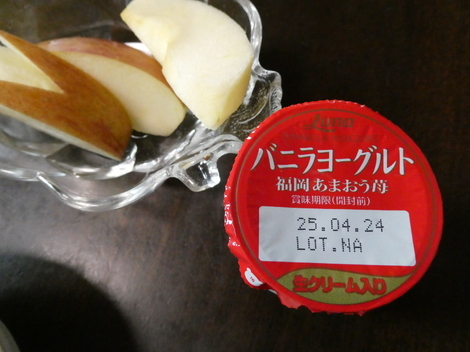 バニラヨーグルト
福岡あまおう苺
賞味期限(開封前)
25.04.24
LOT.NA
生クリーム入り